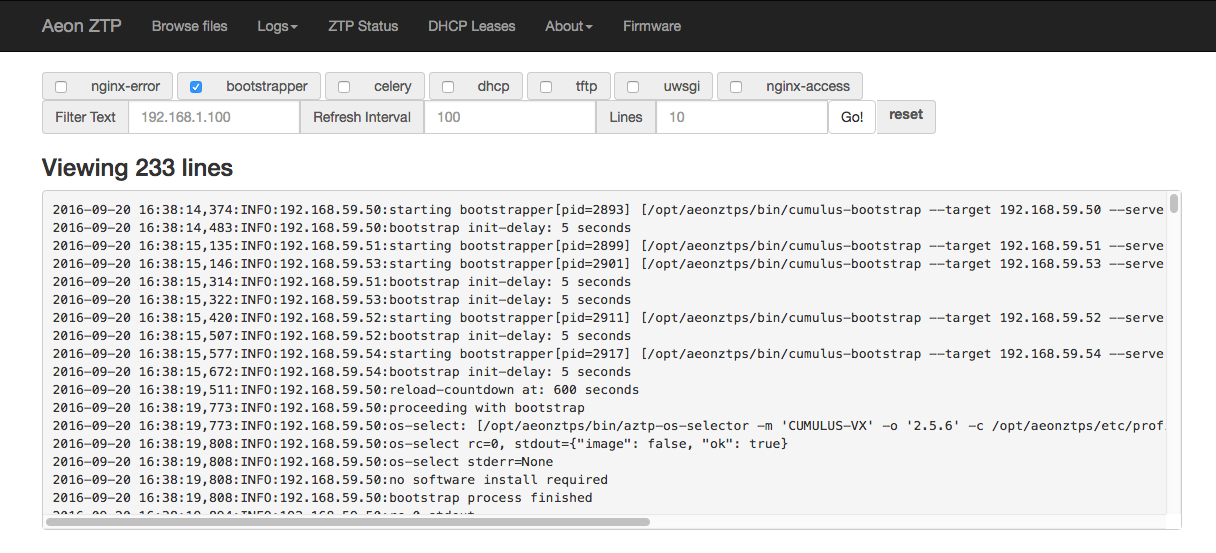 Aeon ZTP Browse files Logs ZTP Status DHCP Leases About Firmware
nginx-error bootstrapper celery dhcp tftp uwsgi nginx-access
Filter Text 192.168.1.100 Refresh Interval 100 Lines 10 Go! reset
Viewing 233 lines
2016-09-20 16:38:14,374:INFO:192.168.59.50:starting bootstrapper[pid=2893] [/opt/aeonztps/bin/cumulus-bootstrap --target 192.168.59.50 --serve
2016-09-20 16:38:14,483:INFO:192.168.59.50:bootstrap init-delay: 5 seconds
2016-09-20 16:38:15,135:INFO:192.168.59.51:starting bootstrapper[pid=2899] [/opt/aeonztps/bin/cumulus-bootstrap --target 192.168.59.51 --serve
2016-09-20 16:38:15,146:INFO:192.168.59.53:starting bootstrapper[pid=2901] [/opt/aeonztps/bin/cumulus-bootstrap --target 192.168.59.53 --serve
2016-09-20 16:38:15,314:INFO:192.168.59.51:bootstrap init-delay: 5 seconds
2016-09-20 16:38:15,322:INFO:192.168.59.53:bootstrap init-delay: 5 seconds
2016-09-20 16:38:15,420:INFO:192.168.59.52:starting bootstrapper[pid=2911] [/opt/aeonztps/bin/cumulus-bootstrap --target 192.168.59.52 --serve
2016-09-20 16:38:15,507:INFO:192.168.59.52:bootstrap init-delay: 5 seconds
2016-09-20 16:38:15,577:INFO:192.168.59.54:starting bootstrapper[pid=2917] [/opt/aeonztps/bin/cumulus-bootstrap --target 192.168.59.54 --serve
2016-09-20 16:38:15,672:INFO:192.168.59.54:bootstrap init-delay: 5 seconds
2016-09-20 16:38:19,511:INFO:192.168.59.50:reload-countdown at: 600 seconds
2016-09-20 16:38:19,773:INFO:192.168.59.50:proceeding with bootstrap
2016-09-20 16:38:19,773:INFO:192.168.59.50:os-select: [/opt/aeonztps/bin/aztp-os-selector -m 'CUMULUS-VX' -o '2.5.6' -c /opt/aeonztps/etc/prof
2016-09-20 16:38:19,808:INFO:192.168.59.50:os-select rc=0, stdout={"image": false, "ok": true}
2016-09-20 16:38:19,808:INFO:192.168.59.50:os-select stderr=None
2016-09-20 16:38:19,808:INFO:192.168.59.50:no software install required
2016-09-20 16:38:19,808:INFO:192.168.59.50:bootstrap process finished